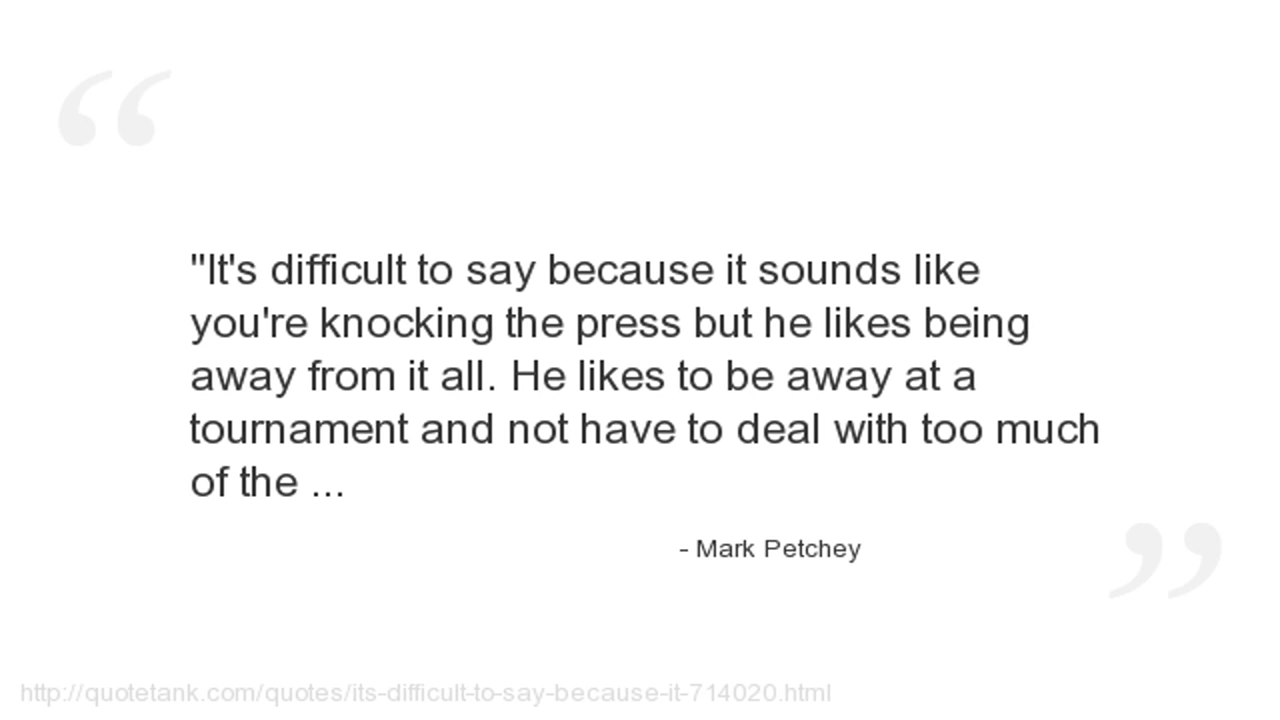 "It's difficult to say because it sounds like
you're knocking the press but he likes being
away from it all. He likes to be away at a
tournament and not have to deal with too much
of the ...
- Mark Petchey
http://quotetank.com/quotes/its-difficult-to-say-because-it-714020.html